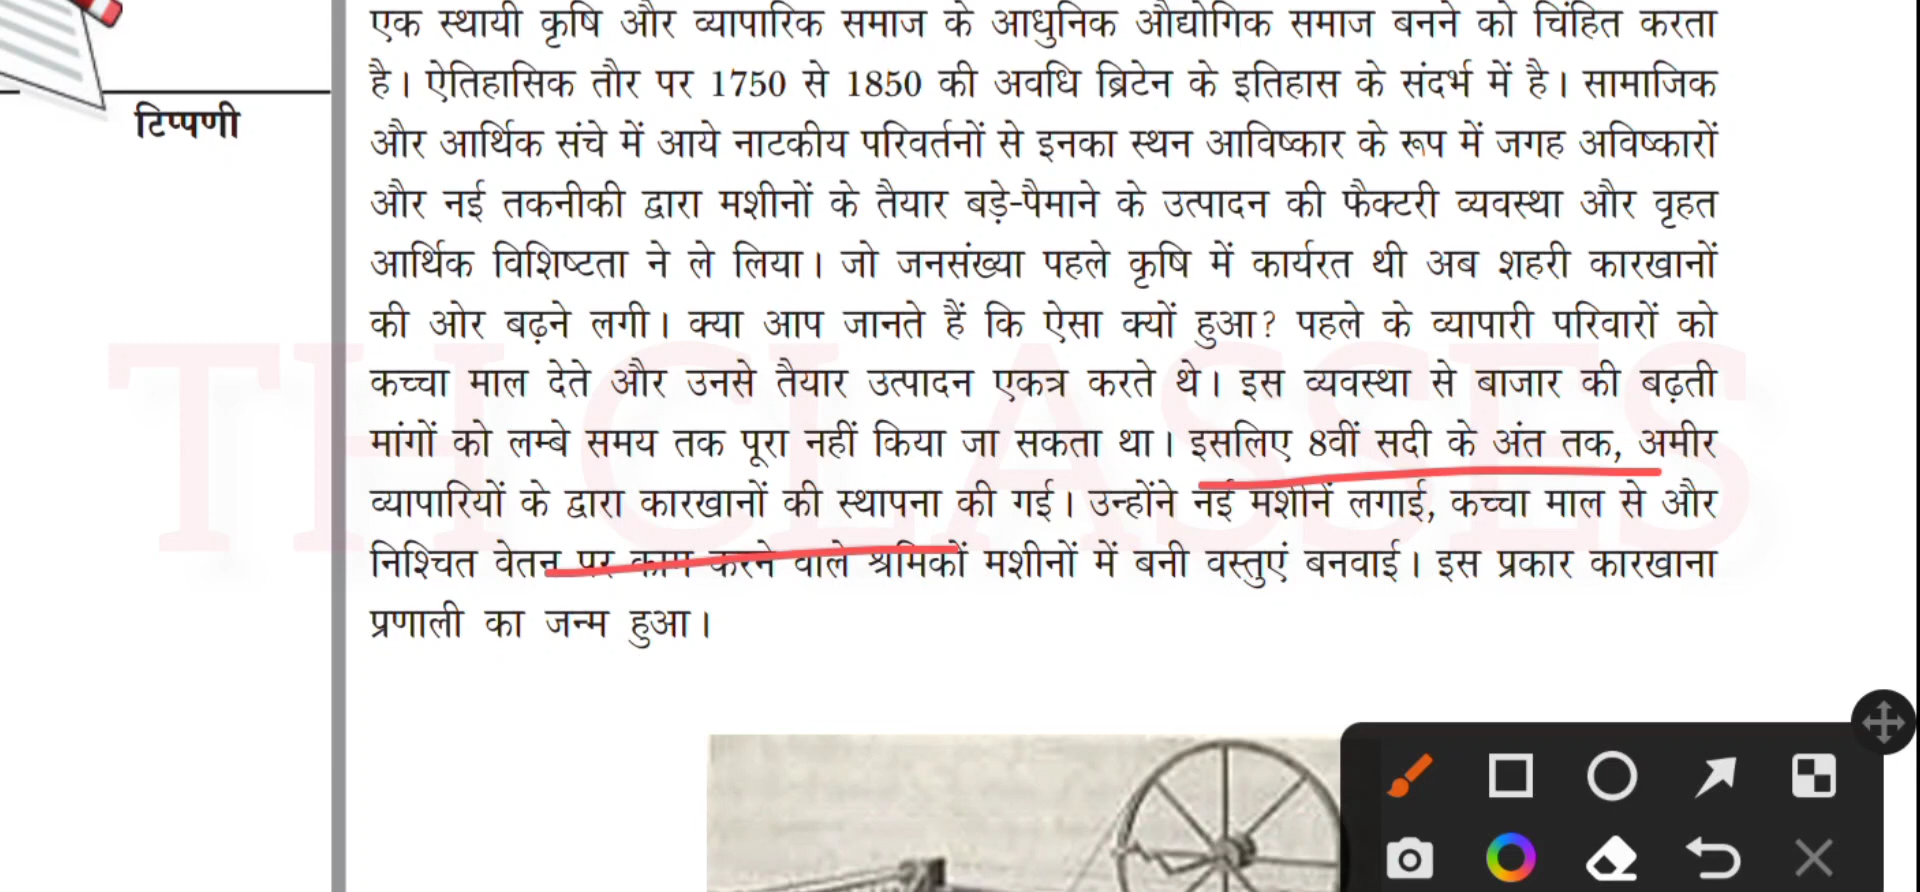 एक स्थायी कृषि और व्यापारिक समाज के आधुनिक औद्योगिक समाज बनने को चिंहित करता
है। ऐतिहासिक तौर पर 1750 से 1850 की अवधि ब्रिटेन के इतिहास के संदर्भ में है। सामाजिक
टिप्पणी
और आर्थिक संचे में आये नाटकीय परिवर्तनों से इनका स्थन आविष्कार के रूप में जगह अविष्कारों
और नई तकनीकी द्वारा मशीनों के तैयार बड़े-पैमाने के उत्पादन की फैक्टरी व्यवस्था और वृहत
आर्थिक विशिष्टता ने ले लिया। जो जनसंख्या पहले कृषि में कार्यरत थी अब शहरी कारखानों
की ओर बढ़ने लगी। क्या आप जानते हैं कि ऐसा क्यों हुआ? पहले के व्यापारी परिवारों को
कच्चा माल देते और उनसे तैयार उत्पादन एकत्र करते थे। इस व्यवस्था से बाजार की बढ़ती
मांगों को लम्बे समय तक पूरा नहीं किया जा सकता था। इसलिए 8वीं सदी के अंत तक, अमीर
व्यापारियों के द्वारा कारखानों की स्थापना की गई। उन्होंने नई मशीनें लगाई, कच्चा माल से और
निश्चित वेतन पर काम करने वाले श्रमिकों मशीनों में बनी वस्तुएं बनवाई। इस प्रकार कारखाना
प्रणाली का जन्म हुआ।
TH CLASSES